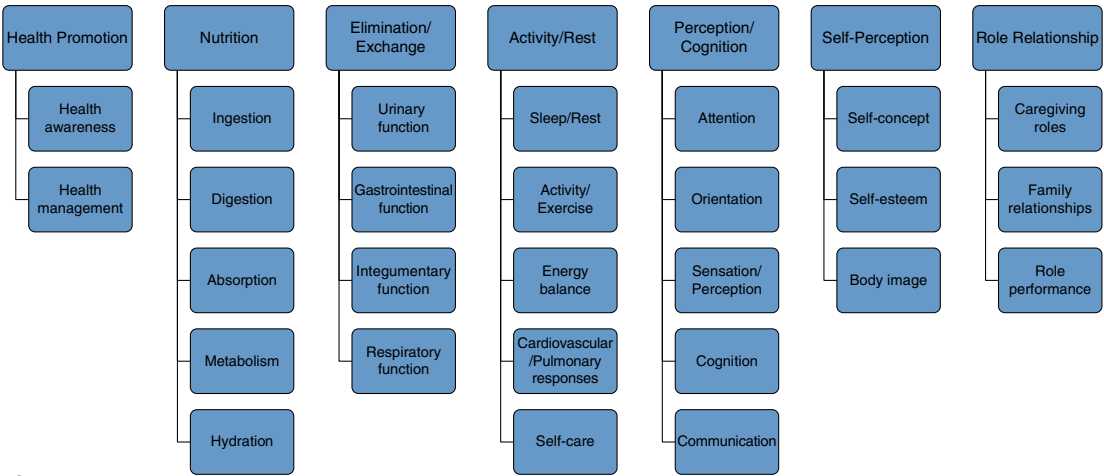 Health Promotion
Health
awareness
Health
management
Nutrition
Ingestion
Digestion
Absorption
Metabolism
Hydration
Elimination/
Exchange
Urinary
function
Gastrointestinal
function
Integumentary
function
Respiratory
function
Activity/Rest
Sleep/Rest
Activity/
Exercise
Energy
balance
Cardiovascular
/Pulmonary
responses
Self-care
Perception/
Cognition
Attention
Orientation
Sensation/
Perception
Cognition
Communication
Self-Perception
Self-concept
Self-esteem
Body image
Role Relationship
Caregiving
roles
Family
relationships
Role
performance